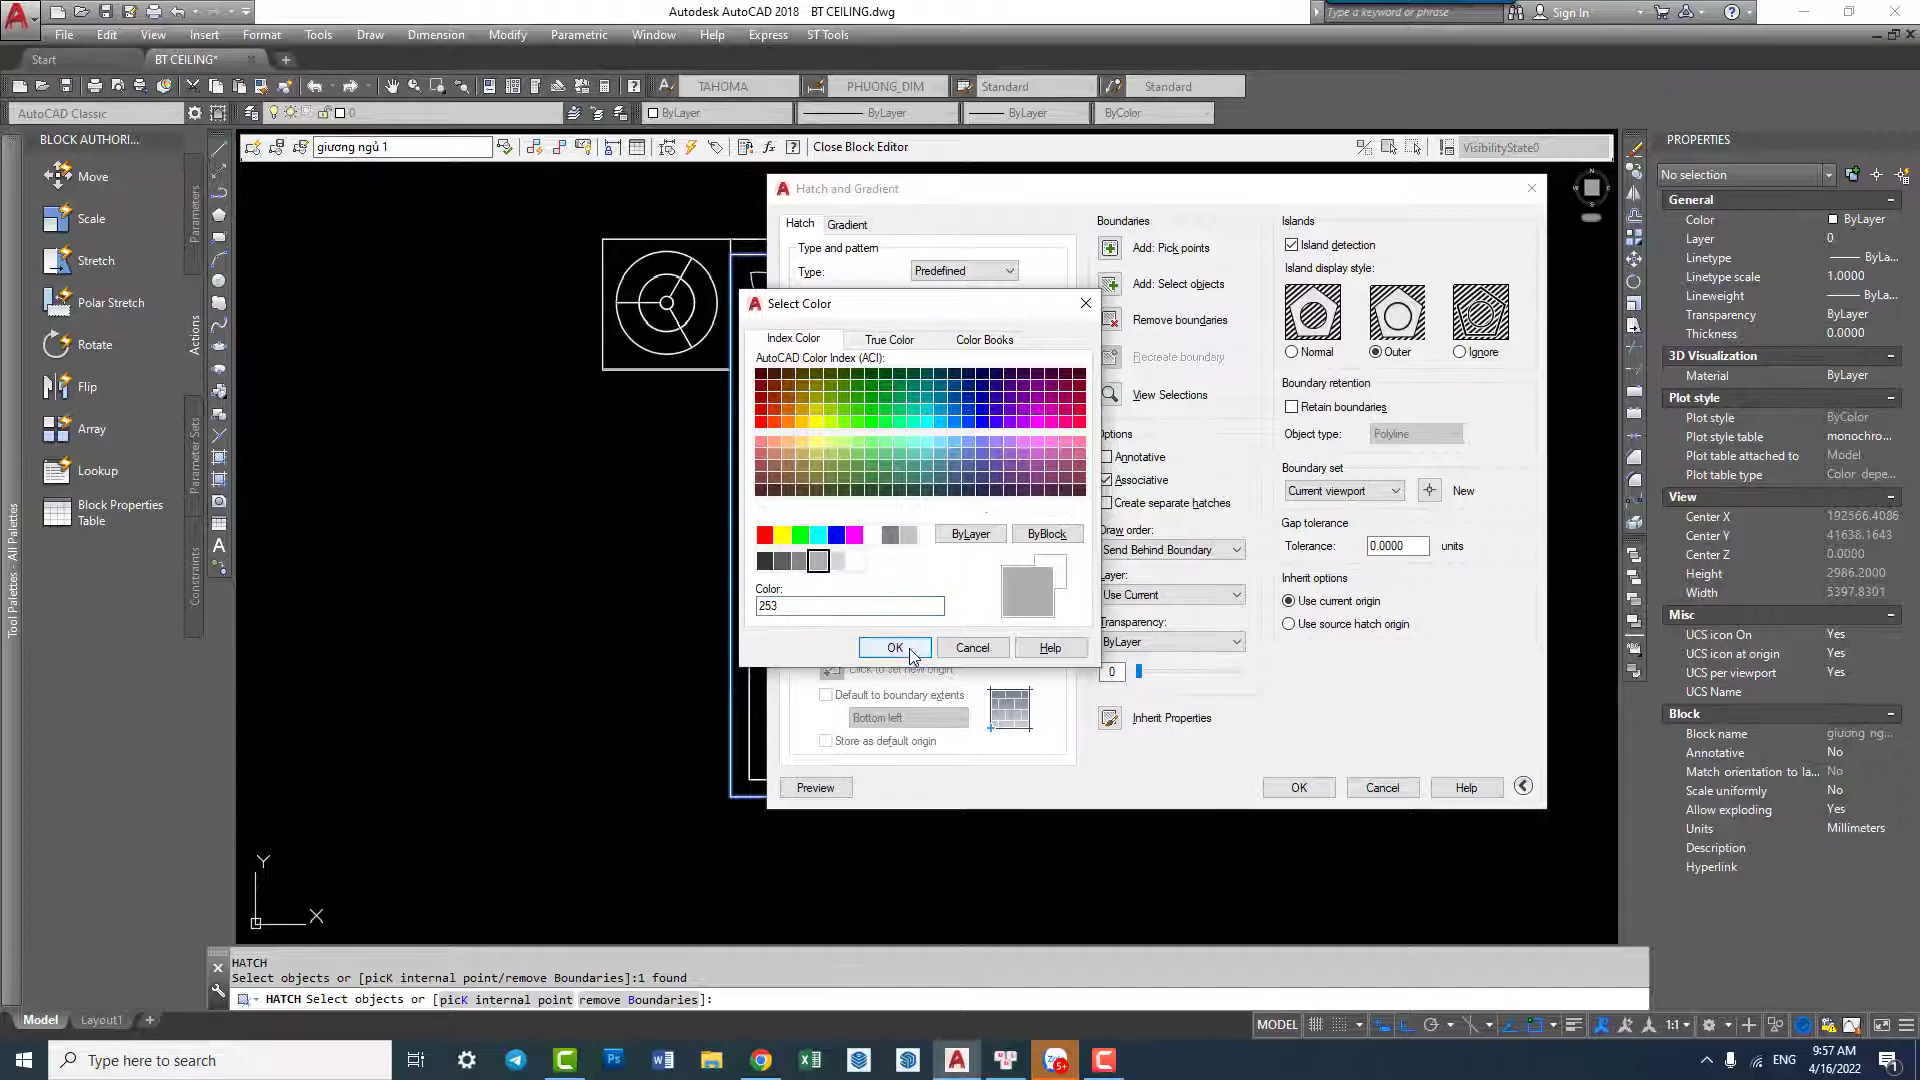 Autodesk AutoCAD 2018 BT CEILING.dwg
Type a keyword or phrase
Sign In
File Edit View Insert Format Tools Draw Dimension Modify Parametric Window Help Express ST Tools
Start
BT CEILING*
TAHOMA
PHUONG_DIM
Standard
Standard
AutoCAD Classic
0
ByLayer
ByLayer
ByLayer
ByColor
BLOCK AUTHORI...
giương ngủ 1
Close Block Editor
VisibilityState0
Move
Scale
Stretch
Polar Stretch
Rotate
Flip
Array
Lookup
Block Properties
Table
Parameters
Actions
Parameter Sets
Constraints
Tool Palettes - All Palettes
Hatch and Gradient
Hatch
Gradient
Type and pattern
Type:
Predefined
Boundaries
Add: Pick points
Add: Select objects
Remove boundaries
Recreate boundary
View Selections
Options
Annotative
Associative
Create separate hatches
Draw order:
Send Behind Boundary
Layer:
Use Current
Transparency:
ByLayer
0
Inherit Properties
Islands
Island detection
Island display style:
Normal
Outer
Ignore
Boundary retention
Retain boundaries
Object type:
Polyline
Boundary set
Current viewport
New
Gap tolerance
Tolerance:
0.0000
units
Inherit options
Use current origin
Use source hatch origin
Click to set new origin
Default to boundary extents
Bottom left
Store as default origin
Preview
OK
Cancel
Help
Select Color
Index Color
True Color
Color Books
AutoCAD Color Index (ACI):
ByLayer
ByBlock
Color:
253
OK
Cancel
Help
N
W
E
S
PROPERTIES
No selection
General
Color ByLayer
Layer 0
Linetype ByLa...
Linetype scale 1.0000
Lineweight ByLa...
Transparency ByLayer
Thickness 0.0000
3D Visualization
Material ByLayer
Plot style
Plot style ByColor
Plot style table monochro...
Plot table attached to Model
Plot table type Color depe...
View
Center X 192566.4086
Center Y 41638.1643
Center Z 0.0000
Height 2986.2000
Width 5397.8301
Misc
UCS icon On Yes
UCS icon at origin Yes
UCS per viewport Yes
UCS Name
Block
Block name giương ng...
Annotative No
Match orientation to la... No
Scale uniformly No
Allow exploding Yes
Units Millimeters
Description
Hyperlink
Y
X
HATCH
Select objects or [picK internal point/remove Boundaries]:1 found
HATCH Select objects or [picK internal point remove Boundaries]:
Model
Layout1
MODEL
1:1
Type here to search
ENG
9:57 AM
4/16/2022